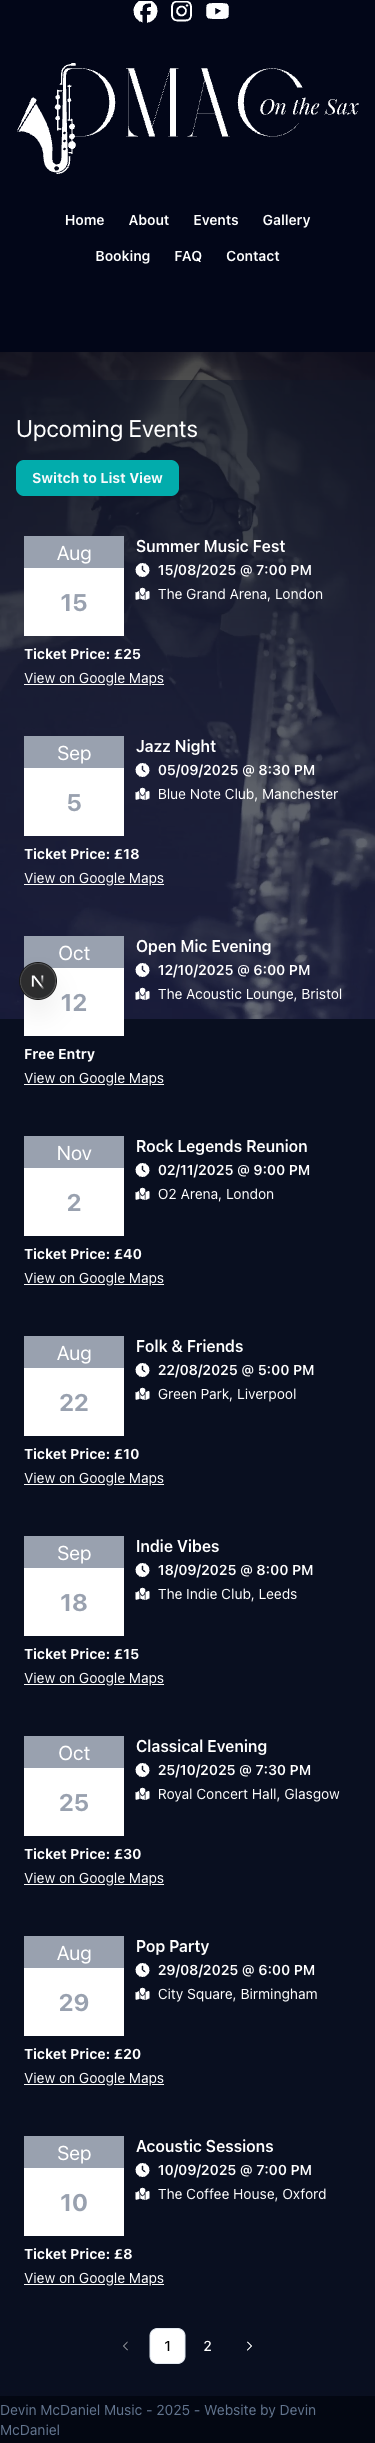 DMAC On the Sax
Home About Events Gallery
Booking FAQ Contact
Upcoming Events
Switch to List View
Aug
15
Summer Music Fest
15/08/2025 @ 7:00 PM
The Grand Arena, London
Ticket Price: £25
View on Google Maps
Sep
5
Jazz Night
05/09/2025 @ 8:30 PM
Blue Note Club, Manchester
Ticket Price: £18
View on Google Maps
Oct
12
Open Mic Evening
12/10/2025 @ 6:00 PM
The Acoustic Lounge, Bristol
N
Free Entry
View on Google Maps
Nov
2
Rock Legends Reunion
02/11/2025 @ 9:00 PM
O2 Arena, London
Ticket Price: £40
View on Google Maps
Aug
22
Folk & Friends
22/08/2025 @ 5:00 PM
Green Park, Liverpool
Ticket Price: £10
View on Google Maps
Sep
18
Indie Vibes
18/09/2025 @ 8:00 PM
The Indie Club, Leeds
Ticket Price: £15
View on Google Maps
Oct
25
Classical Evening
25/10/2025 @ 7:30 PM
Royal Concert Hall, Glasgow
Ticket Price: £30
View on Google Maps
Aug
29
Pop Party
29/08/2025 @ 6:00 PM
City Square, Birmingham
Ticket Price: £20
View on Google Maps
Sep
10
Acoustic Sessions
10/09/2025 @ 7:00 PM
The Coffee House, Oxford
Ticket Price: £8
View on Google Maps
1 2
Devin McDaniel Music - 2025 - Website by Devin
McDaniel